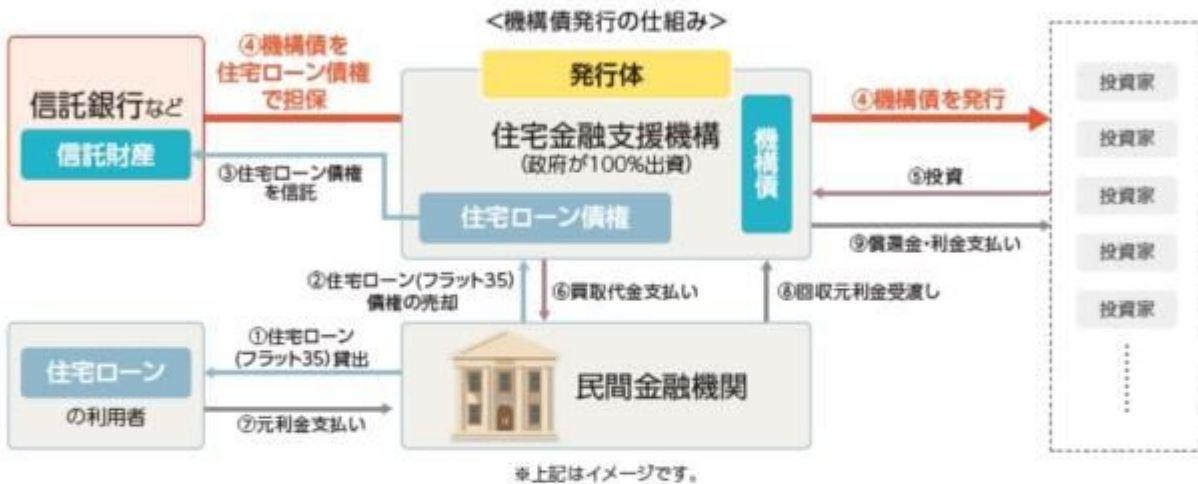 <機構債発行の仕組み>
④機構債を
住宅ローン債権
で担保
信託銀行など
信託財産
③住宅ローン債権
を信託
発行体
住宅金融支援機構
(政府が100%出資)
機構債
住宅ローン債権
④機構債を発行
⑤投資
⑨償還金・利金支払い
投資家
投資家
投資家
投資家
投資家
②住宅ローン(フラット35)
債権の売却
⑥買取代金支払い
⑧回収元利金受渡し
①住宅ローン
(フラット35)貸出
住宅ローン
の利用者
⑦元利金支払い
民間金融機関
※上記はイメージです。